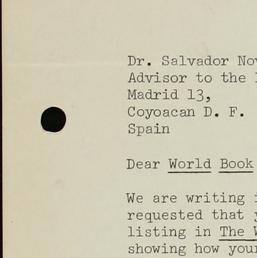 Dr. Salvador
Advisor to the
Madrid 13,
Coyoacan D. F.
Spain
Dear World Book
We are writing
requested that
listing in The
showing how your